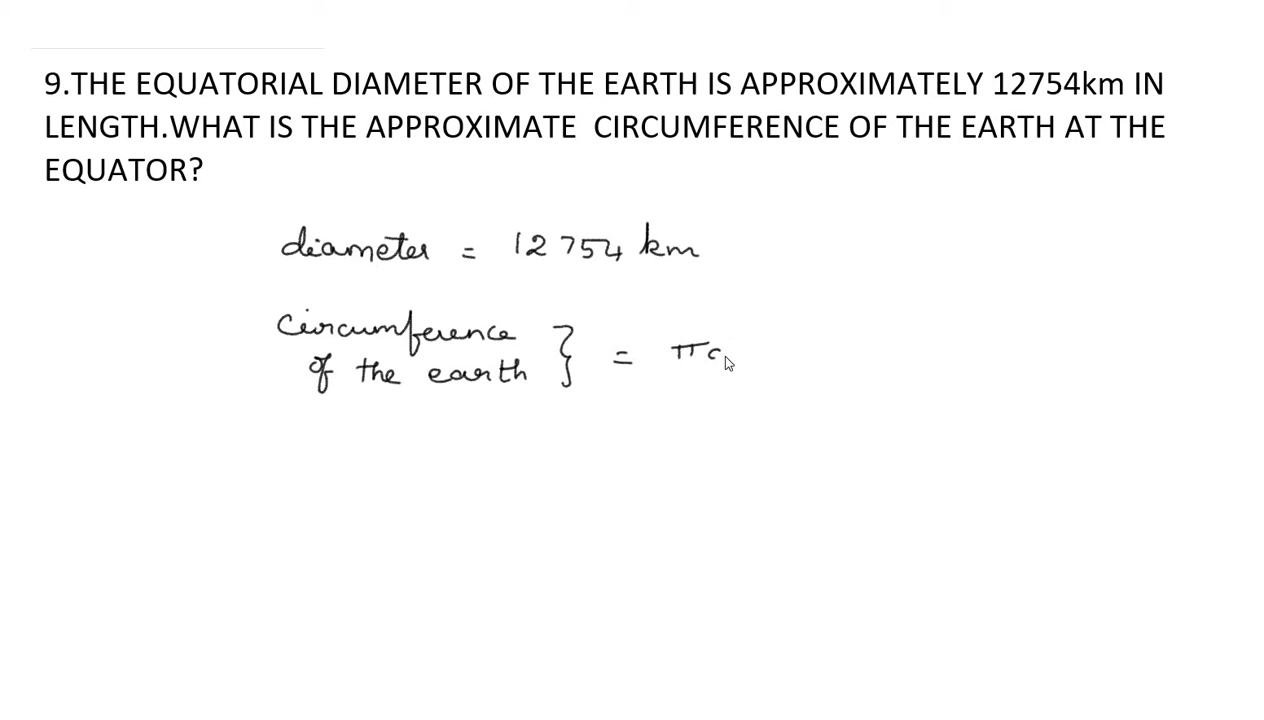 9.THE EQUATORIAL DIAMETER OF THE EARTH IS APPROXIMATELY 12754km IN
LENGTH.WHAT IS THE APPROXIMATE CIRCUMFERENCE OF THE EARTH AT THE
EQUATOR?
diameter = 12754 km
circumference
of the earth } = πc